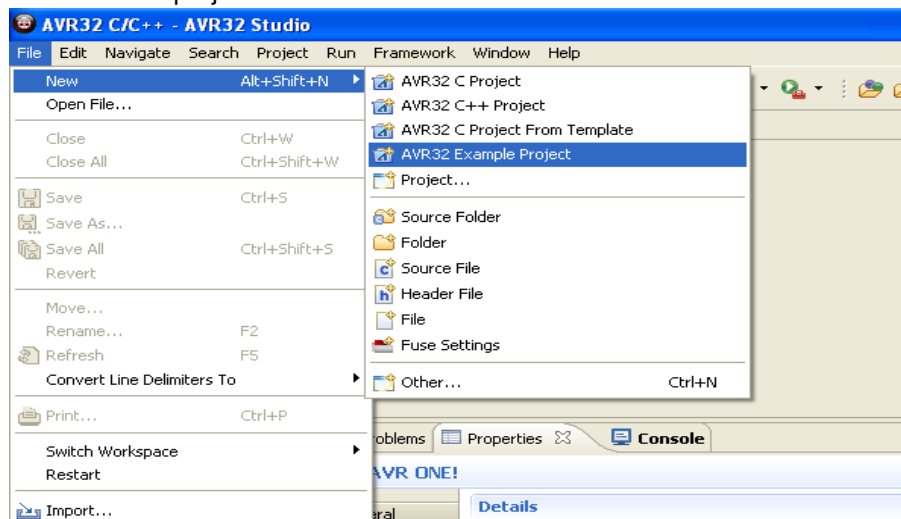 AVR32 C/C++ - AVR32 Studio
File Edit Navigate Search Project Run Framework Window Help
New Alt+Shift+N
Open File...
Close Ctrl+W
Close All Ctrl+Shift+W
Save Ctrl+S
Save As...
Save All Ctrl+Shift+S
Revert
Move...
Rename... F2
Refresh F5
Convert Line Delimiters To
Print... Ctrl+P
Switch Workspace
Restart
Import...
AVR32 C Project
AVR32 C++ Project
AVR32 C Project From Template
AVR32 Example Project
Project...
Source Folder
Folder
Source File
Header File
File
Fuse Settings
Other... Ctrl+N
oblems Properties Console
AVR ONE!
eral Details